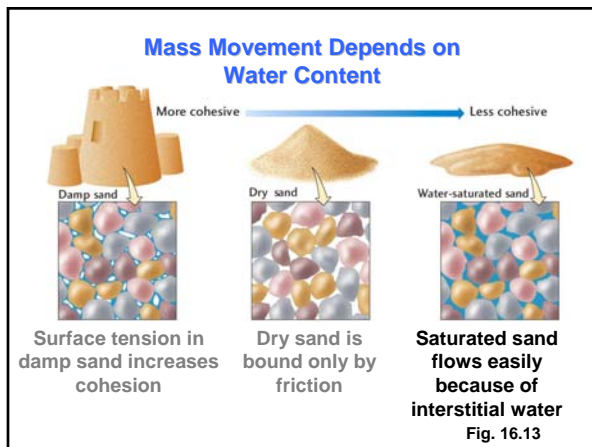 Mass Movement Depends on
Water Content
More cohesive
Less cohesive
Damp sand
Dry sand
Water-saturated sand
Surface tension in
damp sand increases
cohesion
Dry sand is
bound only by
friction
Saturated sand
flows easily
because of
interstitial water
Fig. 16.13